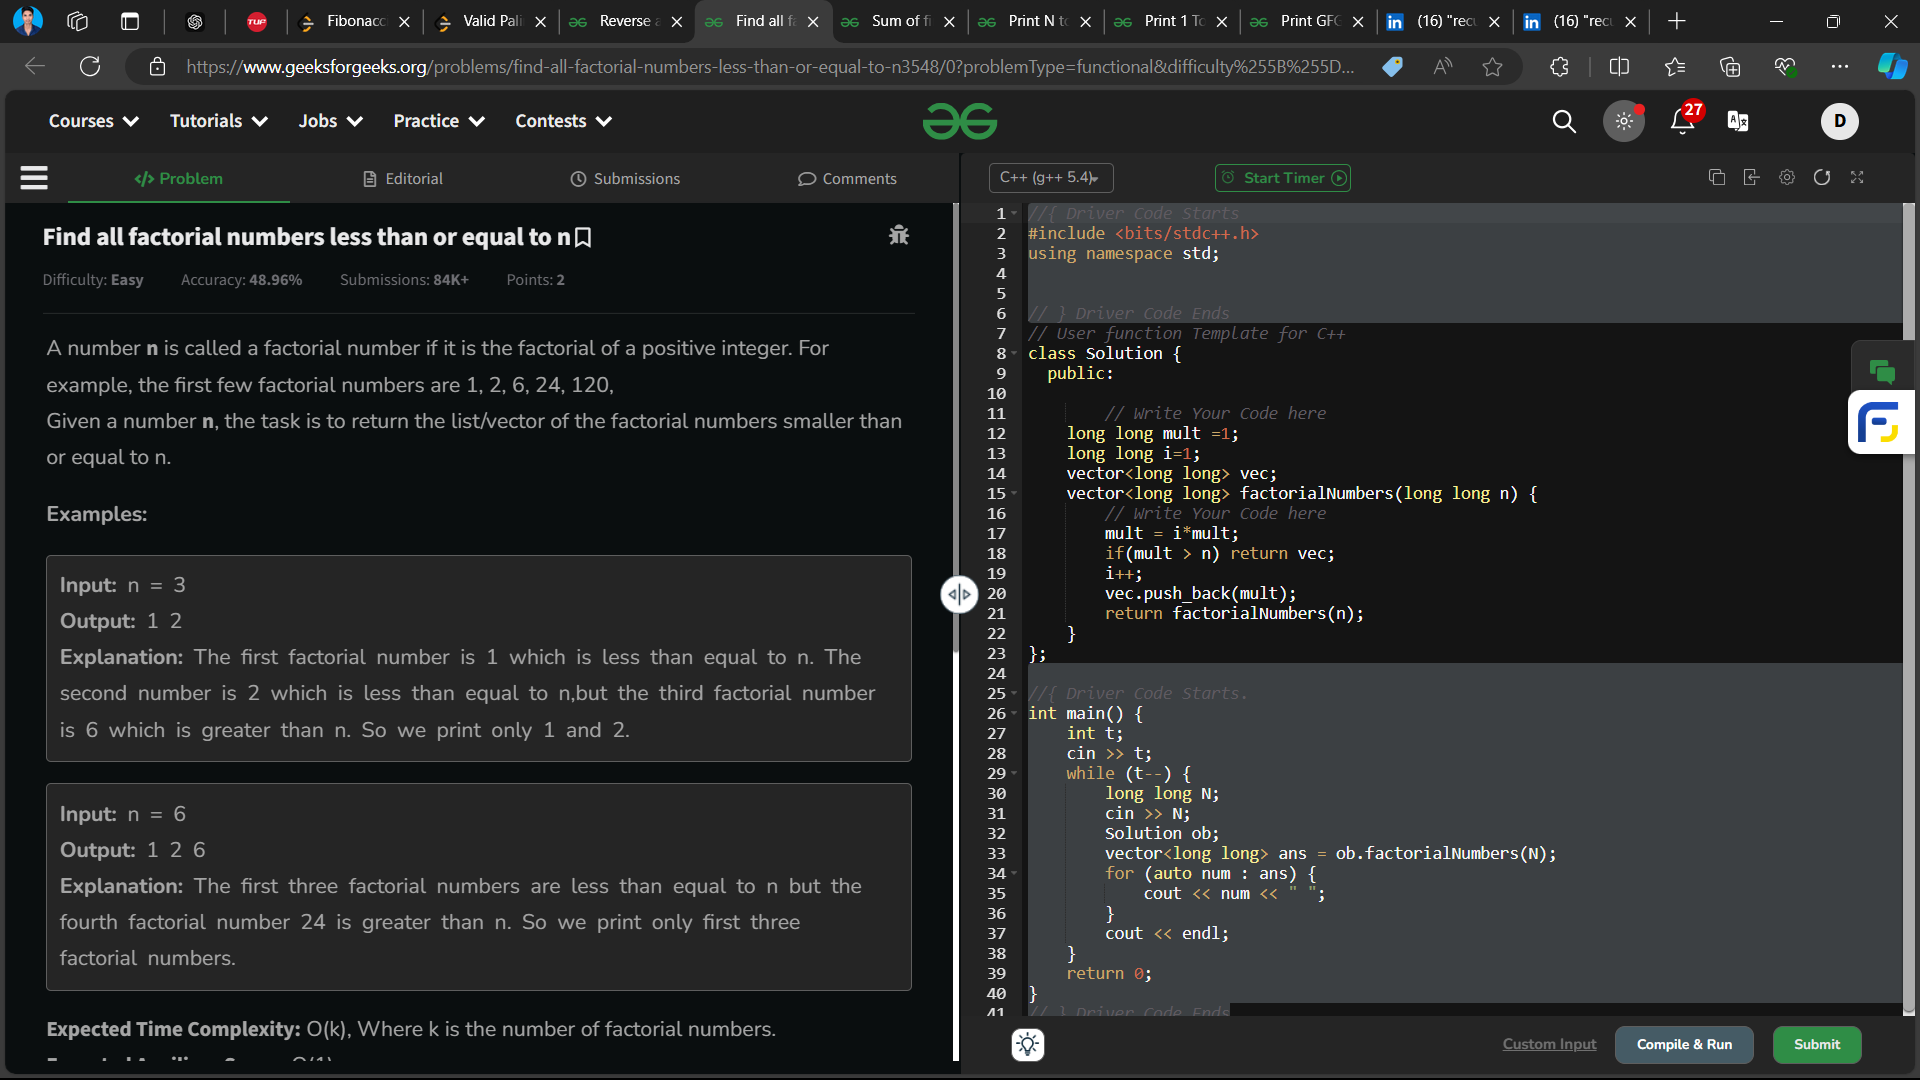 TUF
Fibonacc
Valid Pali
Reverse a
Find all fa
Sum of fi
Print N to
Print 1 To
Print GFG
in (16) "recu
in (16) "recu
https://www.geeksforgeeks.org/problems/find-all-factorial-numbers-less-than-or-equal-to-n3548/0?problemType=functional&difficulty%255B%255D...
Courses
Tutorials
Jobs
Practice
Contests
27
D
</> Problem
Editorial
Submissions
Comments
C++ (g++ 5.4)
Start Timer
Find all factorial numbers less than or equal to n
Difficulty: Easy Accuracy: 48.96% Submissions: 84K+ Points: 2
A number n is called a factorial number if it is the factorial of a positive integer. For
example, the first few factorial numbers are 1, 2, 6, 24, 120,
Given a number n, the task is to return the list/vector of the factorial numbers smaller than
or equal to n.
Examples:
Input: n = 3
Output: 1 2
Explanation: The first factorial number is 1 which is less than equal to n. The
second number is 2 which is less than equal to n,but the third factorial number
is 6 which is greater than n. So we print only 1 and 2.
Input: n = 6
Output: 1 2 6
Explanation: The first three factorial numbers are less than equal to n but the
fourth factorial number 24 is greater than n. So we print only first three
factorial numbers.
Expected Time Complexity: O(k), Where k is the number of factorial numbers.
1 //{ Driver Code Starts
2 #include <bits/stdc++.h>
3 using namespace std;
4
5
6 // } Driver Code Ends
7 // User function Template for C++
8 class Solution {
9 public:
10
11 // Write Your Code here
12 long long mult =1;
13 long long i=1;
14 vector<long long> vec;
15 vector<long long> factorialNumbers(long long n) {
16 // Write Your Code here
17 mult = i*mult;
18 if(mult > n) return vec;
19 i++;
20 vec.push_back(mult);
21 return factorialNumbers(n);
22 }
23 };
24
25 //{ Driver Code Starts.
26 int main() {
27 int t;
28 cin >> t;
29 while (t--) {
30 long long N;
31 cin >> N;
32 Solution ob;
33 vector<long long> ans = ob.factorialNumbers(N);
34 for (auto num : ans) {
35 cout << num << " ";
36 }
37 cout << endl;
38 }
39 return 0;
40 }
41 // } Driver Code Ends
Custom Input
Compile & Run
Submit